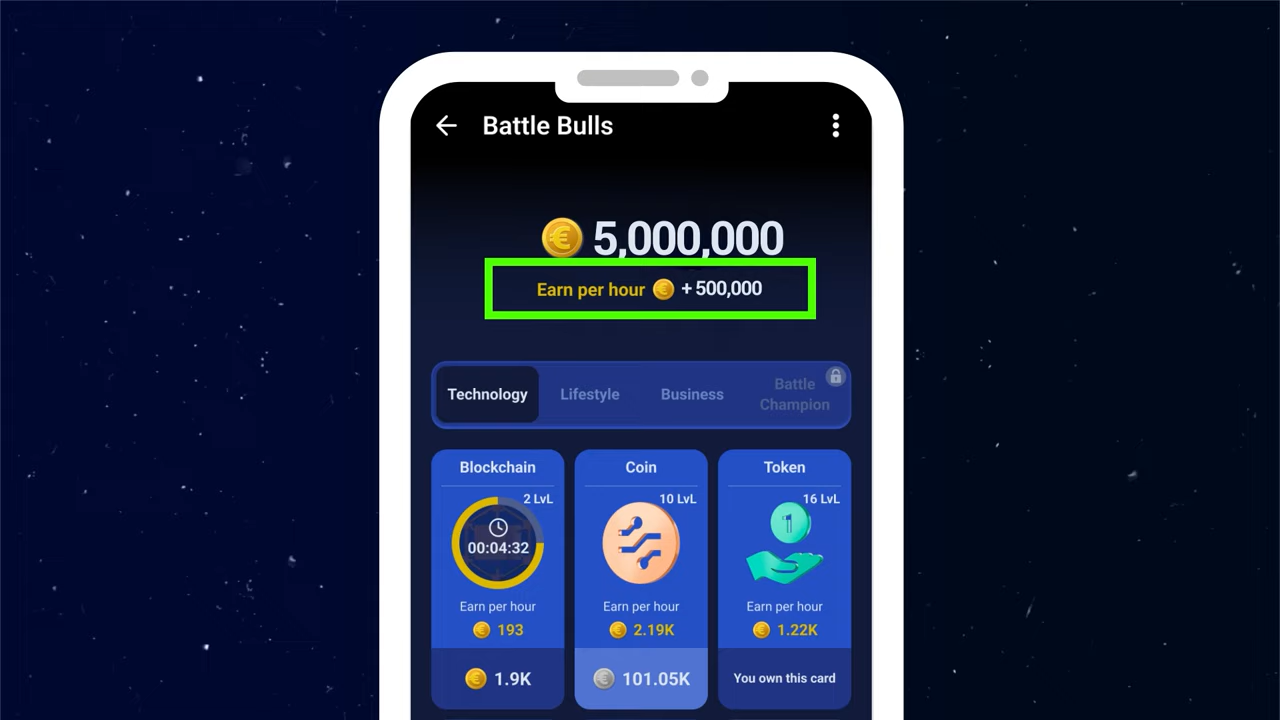 Battle Bulls
5,000,000
Earn per hour + 500,000
Technology Lifestyle Business Battle Champion
Blockchain Coin Token
2 LvL 10 LvL 16 LvL
00:04:32
Earn per hour Earn per hour Earn per hour
193 2.19K 1.22K
1.9K 101.05K You own this card